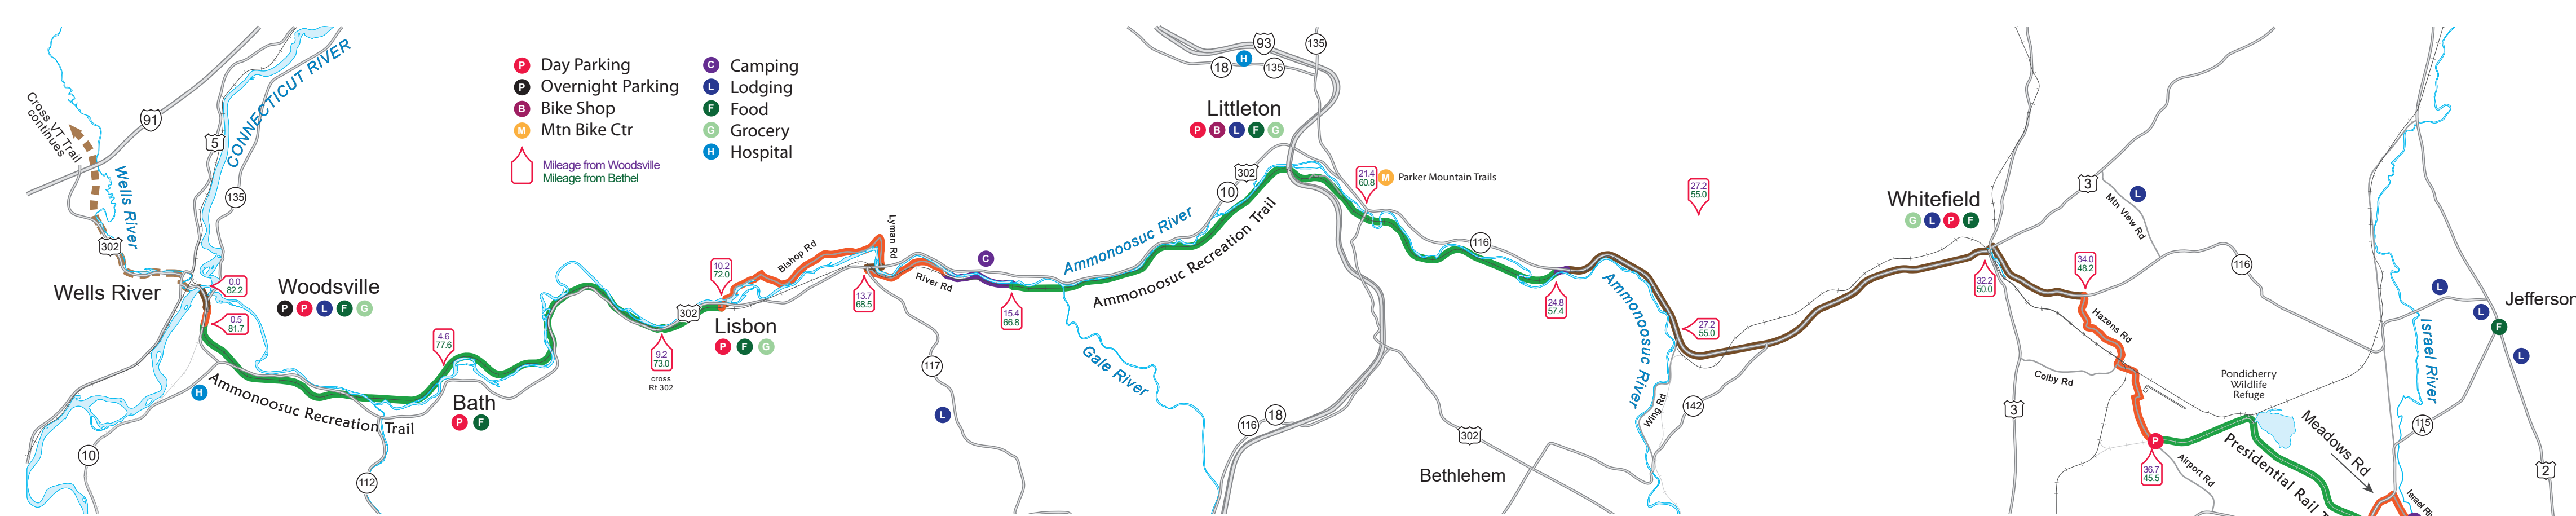 Cross VT Trail
continues
91
5
CONNECTICUT RIVER
135
Wells River
302
Wells River
0.0
82.2
0.5
81.7
Woodsville
P P L F G
H
10
Ammonoosuc Recreation Trail
112
4.6
77.6
Bath
P F
P Day Parking
P Overnight Parking
B Bike Shop
M Mtn Bike Ctr
Mileage from Woodsville
Mileage from Bethel
C Camping
L Lodging
F Food
G Grocery
H Hospital
9.2
73.0
cross
Rt 302
302
10.2
72.0
Lisbon
P F G
Bishop Rd
Lyman Rd
13.7
68.5
River Rd
C
15.4
66.8
117
L
Ammonoosuc River
Ammonoosuc Recreation Trail
Gale River
10
302
Littleton
P B L F G
18
H
93
135
135
116
18
21.4
60.8
M Parker Mountain Trails
116
302
Bethlehem
24.8
57.4
Ammonoosuc River
Wing Rd
142
27.2
55.0
27.2
55.0
Whitefield
G L P F
32.2
50.0
3
L
Mtn View Rd
116
34.0
48.2
Hazens Rd
Colby Rd
3
P
36.7
45.5
Airport Rd
Pondicherry
Wildlife
Refuge
Presidential Rail T
Meadows Rd
Israel River
Israel Ri
L
L
Jefferson
F
L
115
A
2